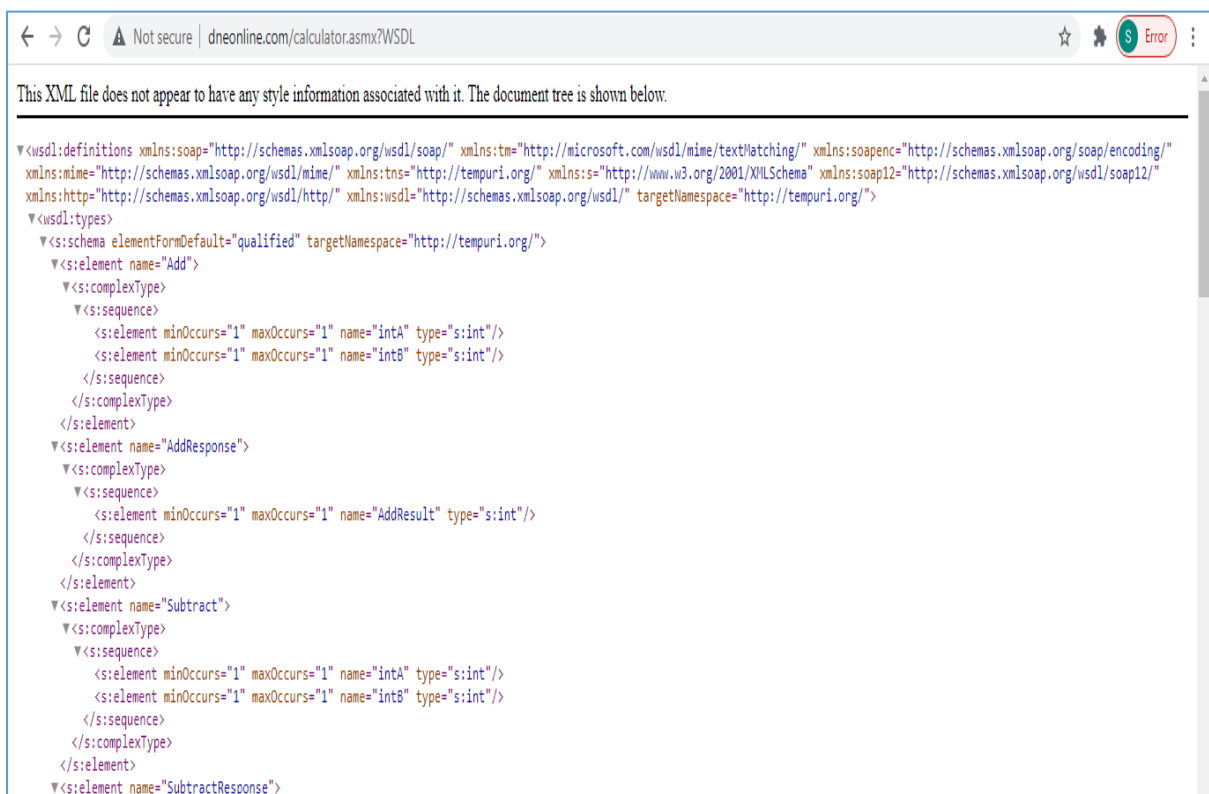 Not secure | dneonline.com/calculator.asmx?WSDL S Error
This XML file does not appear to have any style information associated with it. The document tree is shown below.
▼<wsdl:definitions xmlns:soap="http://schemas.xmlsoap.org/wsdl/soap/" xmlns:tm="http://microsoft.com/wsdl/mime/textMatching/" xmlns:soapenc="http://schemas.xmlsoap.org/soap/encoding/"
xmlns:mime="http://schemas.xmlsoap.org/wsdl/mime/" xmlns:tns="http://tempuri.org/" xmlns:s="http://www.w3.org/2001/XMLSchema" xmlns:soap12="http://schemas.xmlsoap.org/wsdl/soap12/"
xmlns:http="http://schemas.xmlsoap.org/wsdl/http/" xmlns:wsdl="http://schemas.xmlsoap.org/wsdl/" targetNamespace="http://tempuri.org/">
▼<wsdl:types>
▼<s:schema elementFormDefault="qualified" targetNamespace="http://tempuri.org/">
▼<s:element name="Add">
▼<s:complexType>
▼<s:sequence>
<s:element minOccurs="1" maxOccurs="1" name="intA" type="s:int"/>
<s:element minOccurs="1" maxOccurs="1" name="intB" type="s:int"/>
</s:sequence>
</s:complexType>
</s:element>
▼<s:element name="AddResponse">
▼<s:complexType>
▼<s:sequence>
<s:element minOccurs="1" maxOccurs="1" name="AddResult" type="s:int"/>
</s:sequence>
</s:complexType>
</s:element>
▼<s:element name="Subtract">
▼<s:complexType>
▼<s:sequence>
<s:element minOccurs="1" maxOccurs="1" name="intA" type="s:int"/>
<s:element minOccurs="1" maxOccurs="1" name="intB" type="s:int"/>
</s:sequence>
</s:complexType>
</s:element>
▼<s:element name="SubtractResponse">